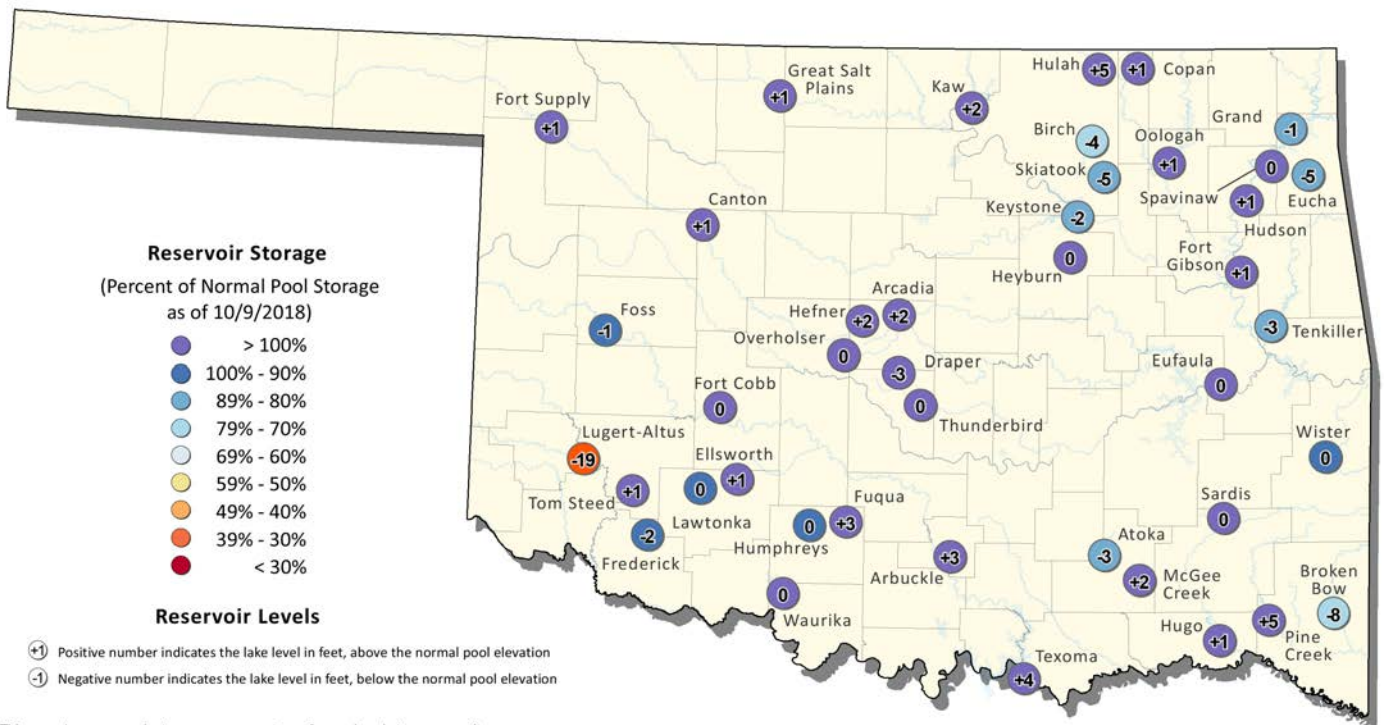 Great Salt
Plains
+1
Fort Supply
+1
Kaw
+2
Hulah
+5
+1
Copan
Grand
-1
Birch
-4
Oologah
+1
Skiatook
-5
Spavinaw
0
-5
Eucha
Keystone
-2
+1
Hudson
Canton
+1
Heyburn
0
Fort
Gibson
+1
Reservoir Storage
(Percent of Normal Pool Storage
as of 10/9/2018)
> 100%
100% - 90%
89% - 80%
79% - 70%
69% - 60%
59% - 50%
49% - 40%
39% - 30%
< 30%
Foss
-1
Arcadia
+2
Hefner
+2
Overholser
0
Draper
-3
Thunderbird
0
Tenkiller
-3
Eufaula
0
Fort Cobb
0
Lugert-Altus
-19
Ellsworth
+1
Tom Steed
+1
0
Lawtonka
Frederick
-2
Fuqua
+3
0
Humphreys
Wister
0
Sardis
0
Atoka
-3
Arbuckle
+3
McGee
Creek
+2
Broken
Bow
-8
Waurika
0
Hugo
+1
+5
Pine
Creek
Texoma
+4
Reservoir Levels
+1 Positive number indicates the lake level in feet, above the normal pool elevation
-1 Negative number indicates the lake level in feet, below the normal pool elevation